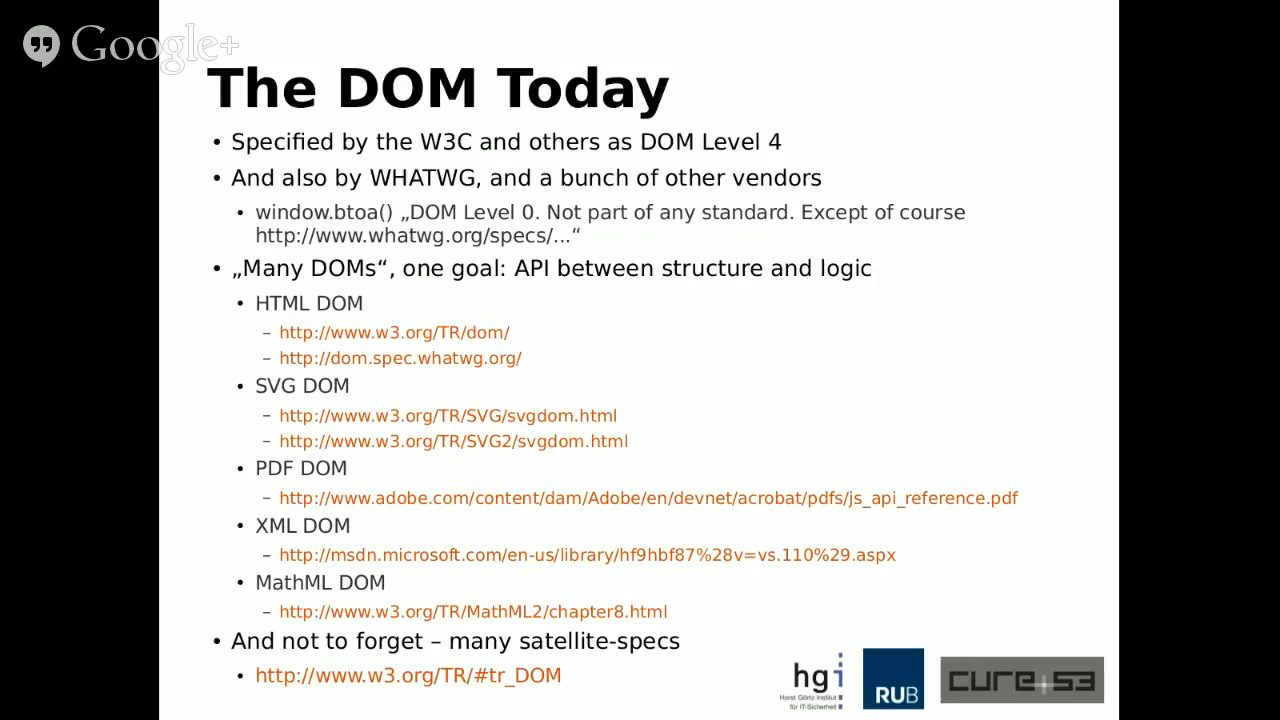 Google+
The DOM Today
• Specified by the W3C and others as DOM Level 4
• And also by WHATWG, and a bunch of other vendors
• window.btoa() „DOM Level 0. Not part of any standard. Except of course
http://www.whatwg.org/specs/...“
• „Many DOMs“, one goal: API between structure and logic
• HTML DOM
– http://www.w3.org/TR/dom/
– http://dom.spec.whatwg.org/
• SVG DOM
– http://www.w3.org/TR/SVG/svgdom.html
– http://www.w3.org/TR/SVG2/svgdom.html
• PDF DOM
– http://www.adobe.com/content/dam/Adobe/en/devnet/acrobat/pdfs/js_api_reference.pdf
• XML DOM
– http://msdn.microsoft.com/en-us/library/hf9hbf87%28v=vs.110%29.aspx
• MathML DOM
– http://www.w3.org/TR/MathML2/chapter8.html
• And not to forget – many satellite-specs
• http://www.w3.org/TR/#tr_DOM
hgi
Horst Görtz Institut
für IT-Sicherheit
RUB
cure+53